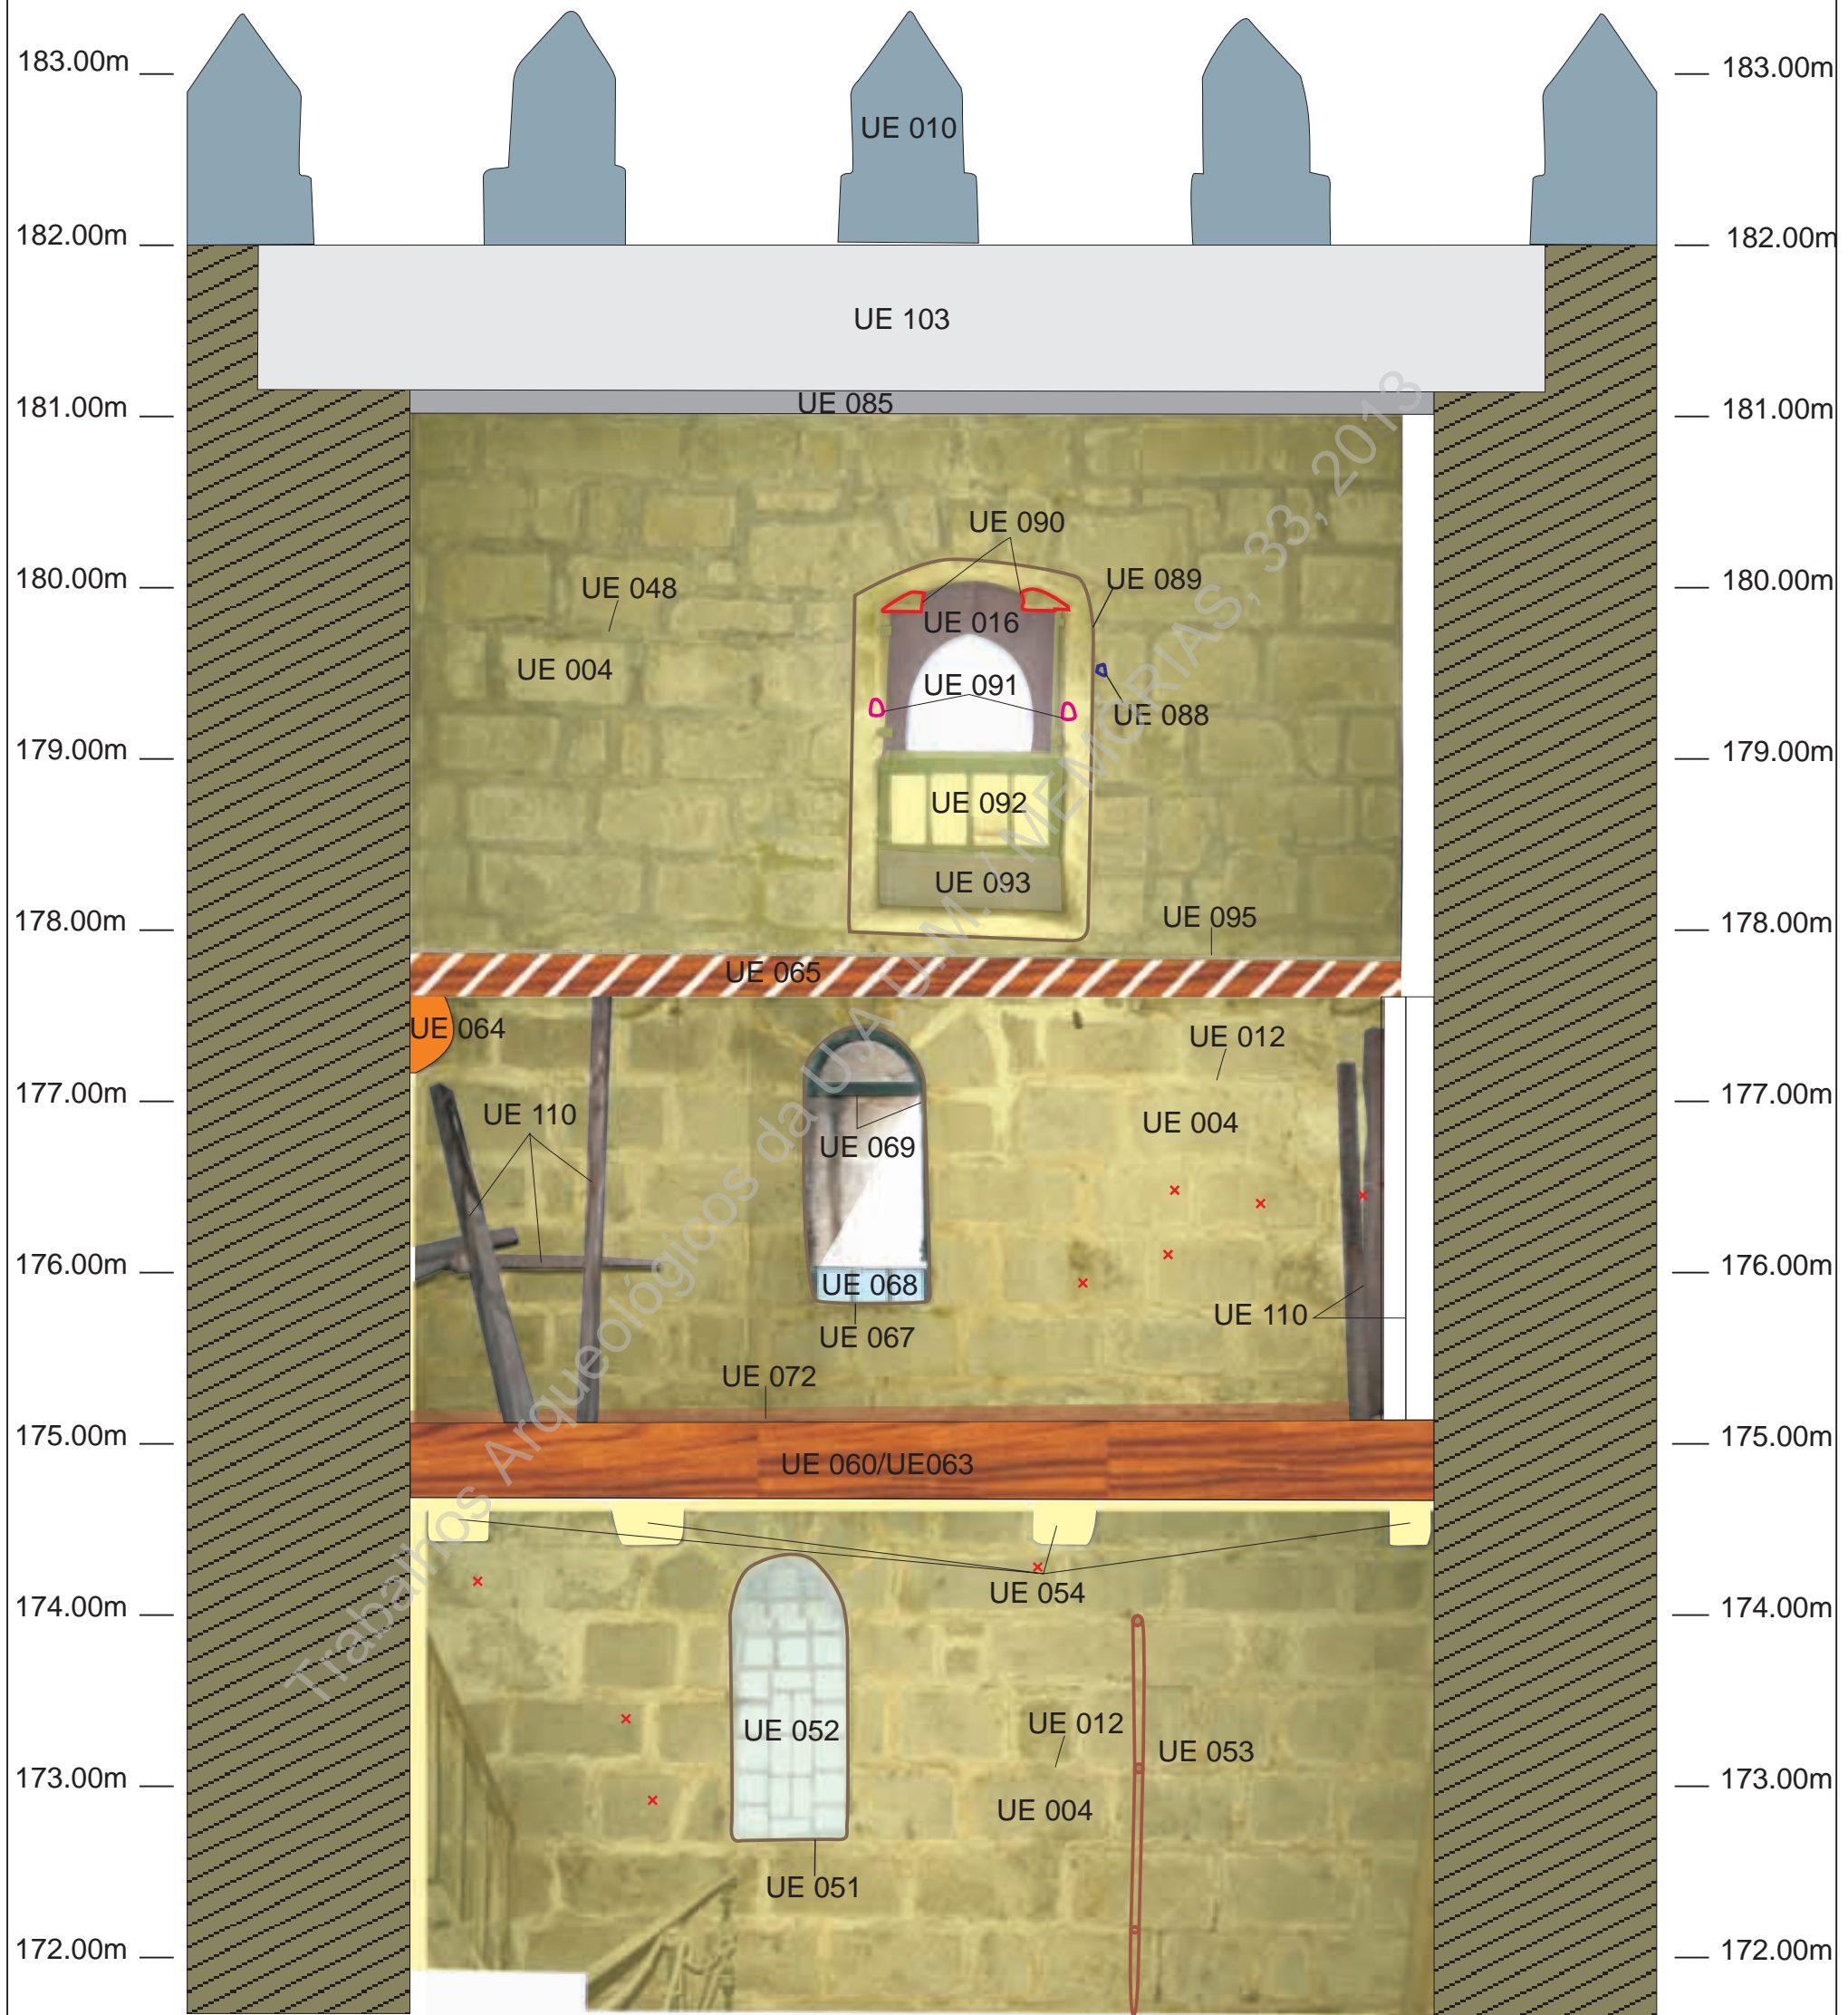 183.00m
183.00m
UE 010
182.00m
182.00m
UE 103
UE 085
181.00m
181.00m
UE 090
180.00m
UE 048
UE 089
180.00m
UE 016
UE 004
UE 091
UE 088
179.00m
179.00m
UE 092
UE 093
178.00m
UE 095
178.00m
UE 065
UE 064
UE 012
177.00m
UE 110
UE 004
177.00m
UE 069
176.00m
UE 068
176.00m
UE 110
UE 067
UE 072
175.00m
175.00m
UE 060/UE063
UE 054
174.00m
174.00m
UE 052
UE 012
UE 053
173.00m
173.00m
UE 004
UE 051
172.00m
172.00m
Trabalhos Arqueológicos da U.A.U.M. / MEMÓRIAS, 33, 2013